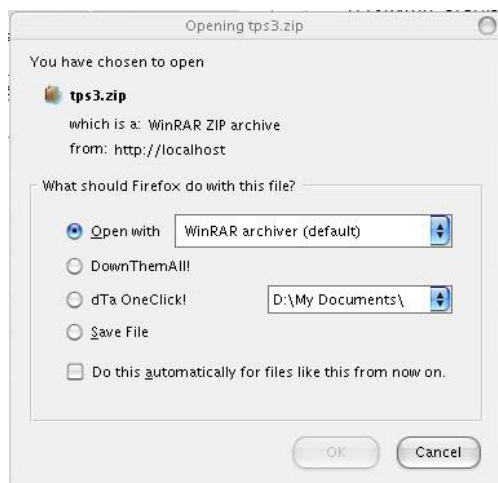 Opening tps3.zip
You have chosen to open
tps3.zip
which is a: WinRAR ZIP archive
from: http://localhost
What should Firefox do with this file?
Open with WinRAR archiver (default)
DownThemAll!
dTa OneClick! D:\My Documents\
Save File
Do this automatically for files like this from now on.
OK Cancel